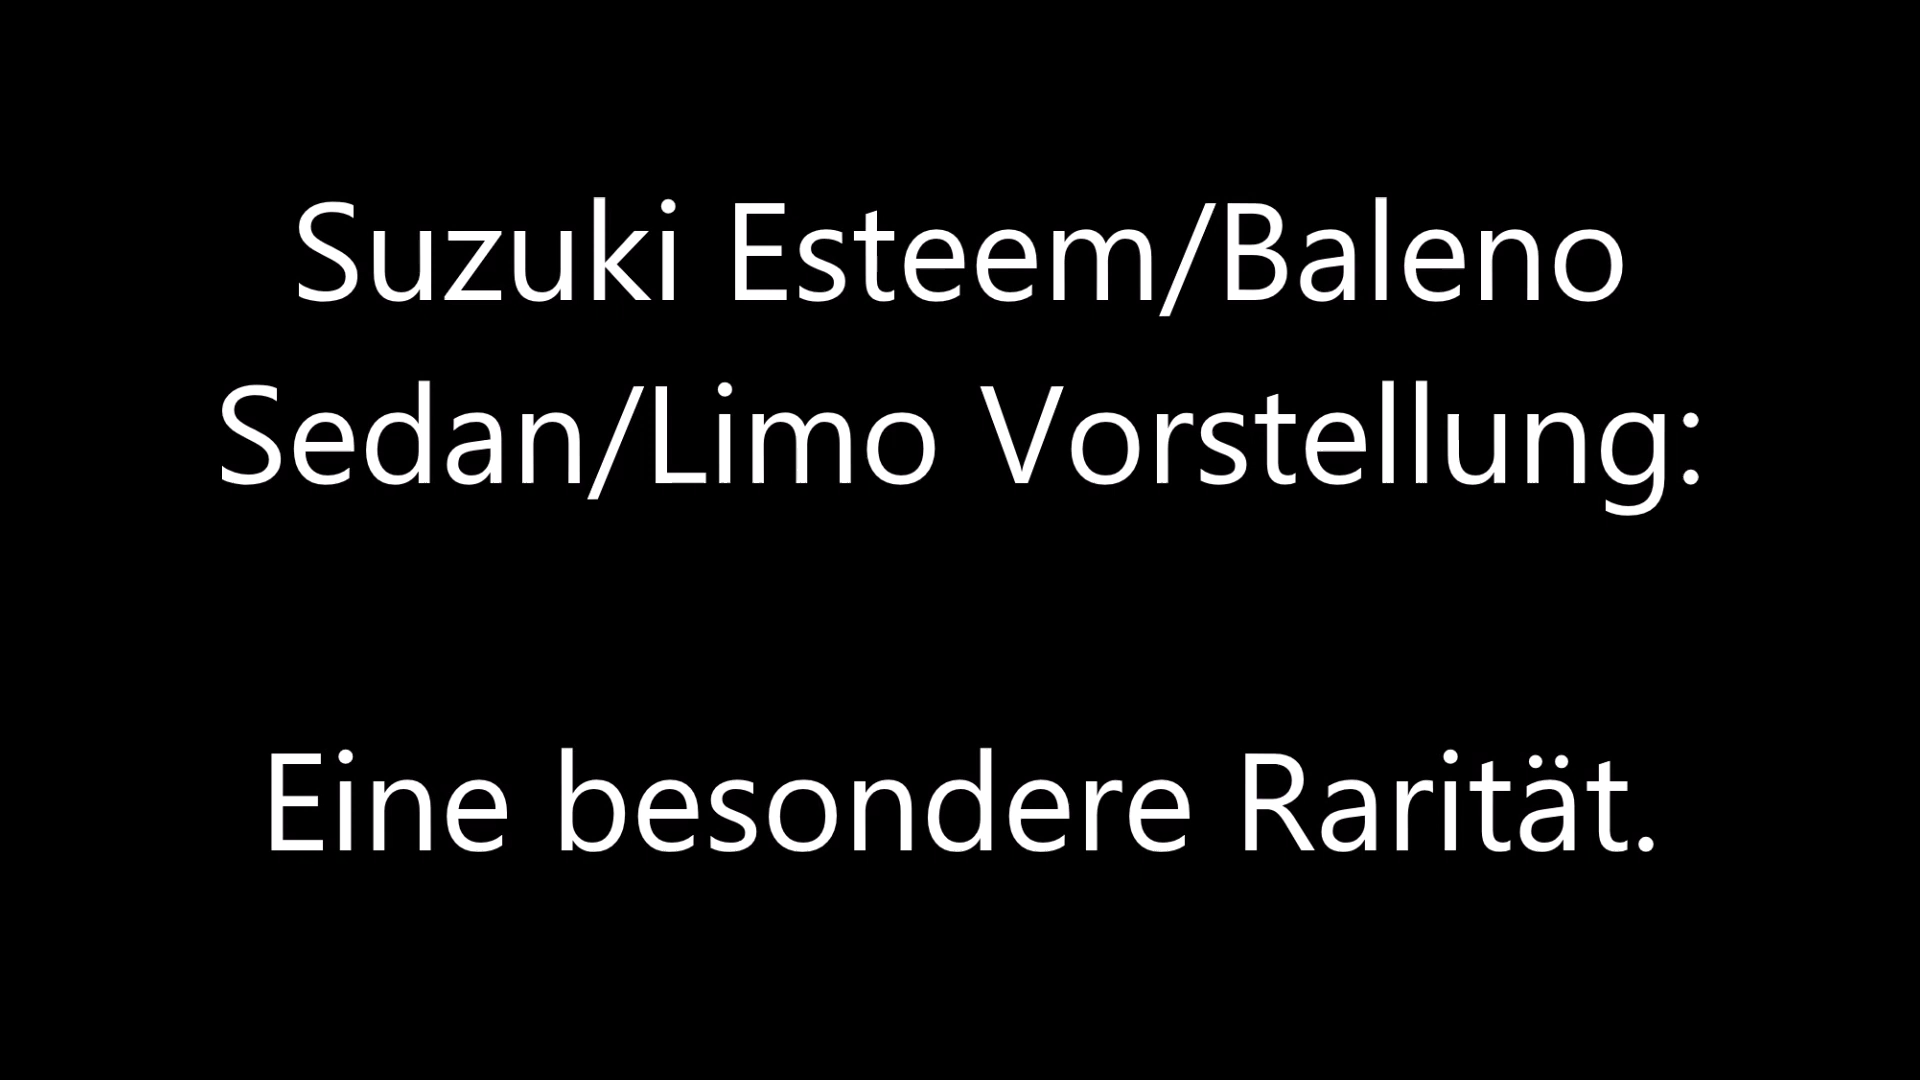 Suzuki Esteem/Baleno
Sedan/Limo Vorstellung:
Eine besondere Rarität.